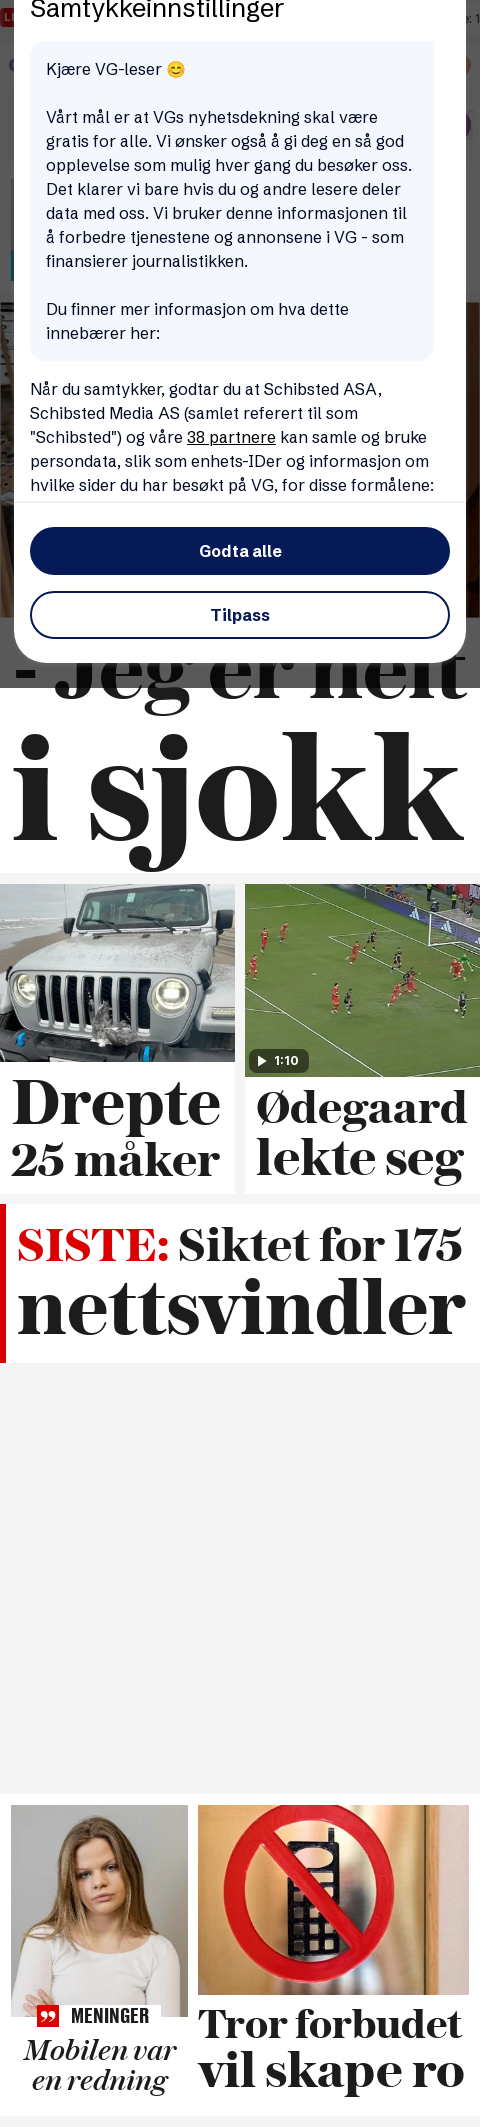 Samtykkeinnstillinger
Kjære VG-leser 😊
Vårt mål er at VGs nyhetsdekning skal være
gratis for alle. Vi ønsker også å gi deg en så god
opplevelse som mulig hver gang du besøker oss.
Det klarer vi bare hvis du og andre lesere deler
data med oss. Vi bruker denne informasjonen til
å forbedre tjenestene og annonsene i VG - som
finansierer journalistikken.
Du finner mer informasjon om hva dette
innebærer her:
Når du samtykker, godtar du at Schibsted ASA,
Schibsted Media AS (samlet referert til som
"Schibsted") og våre 38 partnere kan samle og bruke
persondata, slik som enhets-IDer og informasjon om
hvilke sider du har besøkt på VG, for disse formålene:
Godta alle
Tilpass
- Jeg er helt
i sjokk
1:10
Drepte
25 måker
Ødegaard
lekte seg
SISTE: Siktet for 175
nettsvindler
MENINGER
Mobilen var
en redning
Tror forbudet
vil skape ro